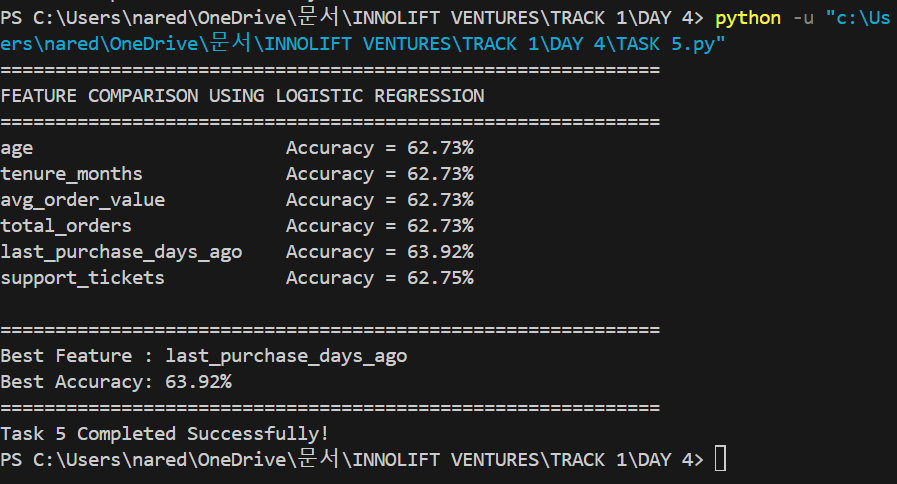 PS C:\Users\nared\OneDrive\문서\INNOLIFT VENTURES\TRACK 1\DAY 4> python -u "c:\Us
ers\nared\OneDrive\문서\INNOLIFT VENTURES\TRACK 1\DAY 4\TASK 5.py"
============================================================
FEATURE COMPARISON USING LOGISTIC REGRESSION
============================================================
age                       Accuracy = 62.73%
tenure_months             Accuracy = 62.73%
avg_order_value           Accuracy = 62.73%
total_orders              Accuracy = 62.73%
last_purchase_days_ago    Accuracy = 63.92%
support_tickets           Accuracy = 62.75%
============================================================
Best Feature : last_purchase_days_ago
Best Accuracy: 63.92%
============================================================
Task 5 Completed Successfully!
PS C:\Users\nared\OneDrive\문서\INNOLIFT VENTURES\TRACK 1\DAY 4>